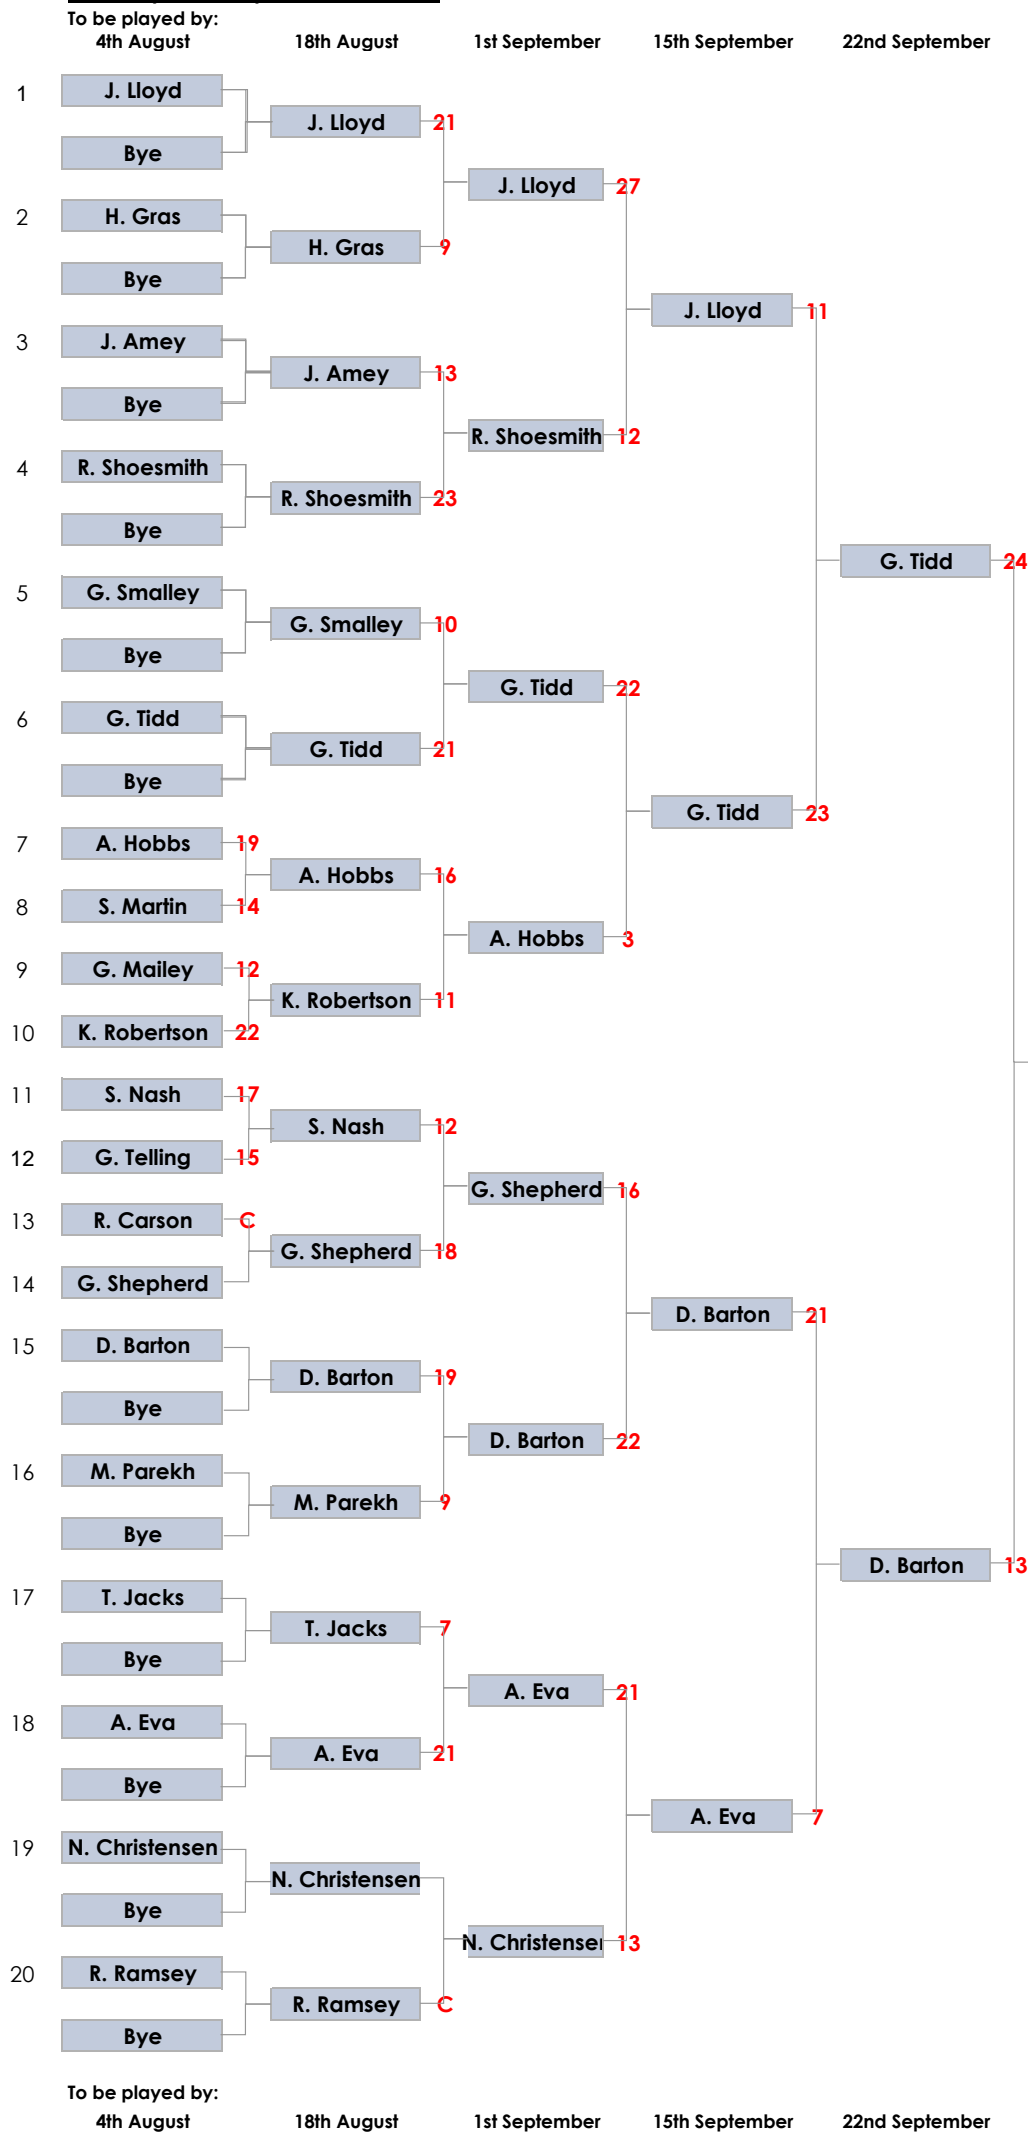 To be played by:
4th August 18th August 1st September 15th September 22nd September
1 J. Lloyd
J. Lloyd 21
Bye
J. Lloyd 27
2 H. Gras
H. Gras 9
Bye
J. Lloyd 11
3 J. Amey
J. Amey 13
Bye
R. Shoesmith 12
4 R. Shoesmith
R. Shoesmith 23
Bye
G. Tidd 24
5 G. Smalley
G. Smalley 10
Bye
G. Tidd 22
6 G. Tidd
G. Tidd 21
Bye
G. Tidd 23
7 A. Hobbs 19
A. Hobbs 16
8 S. Martin 14
A. Hobbs 3
9 G. Mailey 12
K. Robertson 11
10 K. Robertson 22
11 S. Nash 17
S. Nash 12
12 G. Telling 15
G. Shepherd 16
13 R. Carson C
G. Shepherd 18
14 G. Shepherd
D. Barton 21
15 D. Barton
D. Barton 19
Bye
D. Barton 22
16 M. Parekh
M. Parekh 9
Bye
D. Barton 13
17 T. Jacks
T. Jacks 7
Bye
A. Eva 21
18 A. Eva
A. Eva 21
Bye
A. Eva 7
19 N. Christensen
N. Christensen
Bye
N. Christensen 13
20 R. Ramsey
R. Ramsey C
Bye
To be played by:
4th August 18th August 1st September 15th September 22nd September